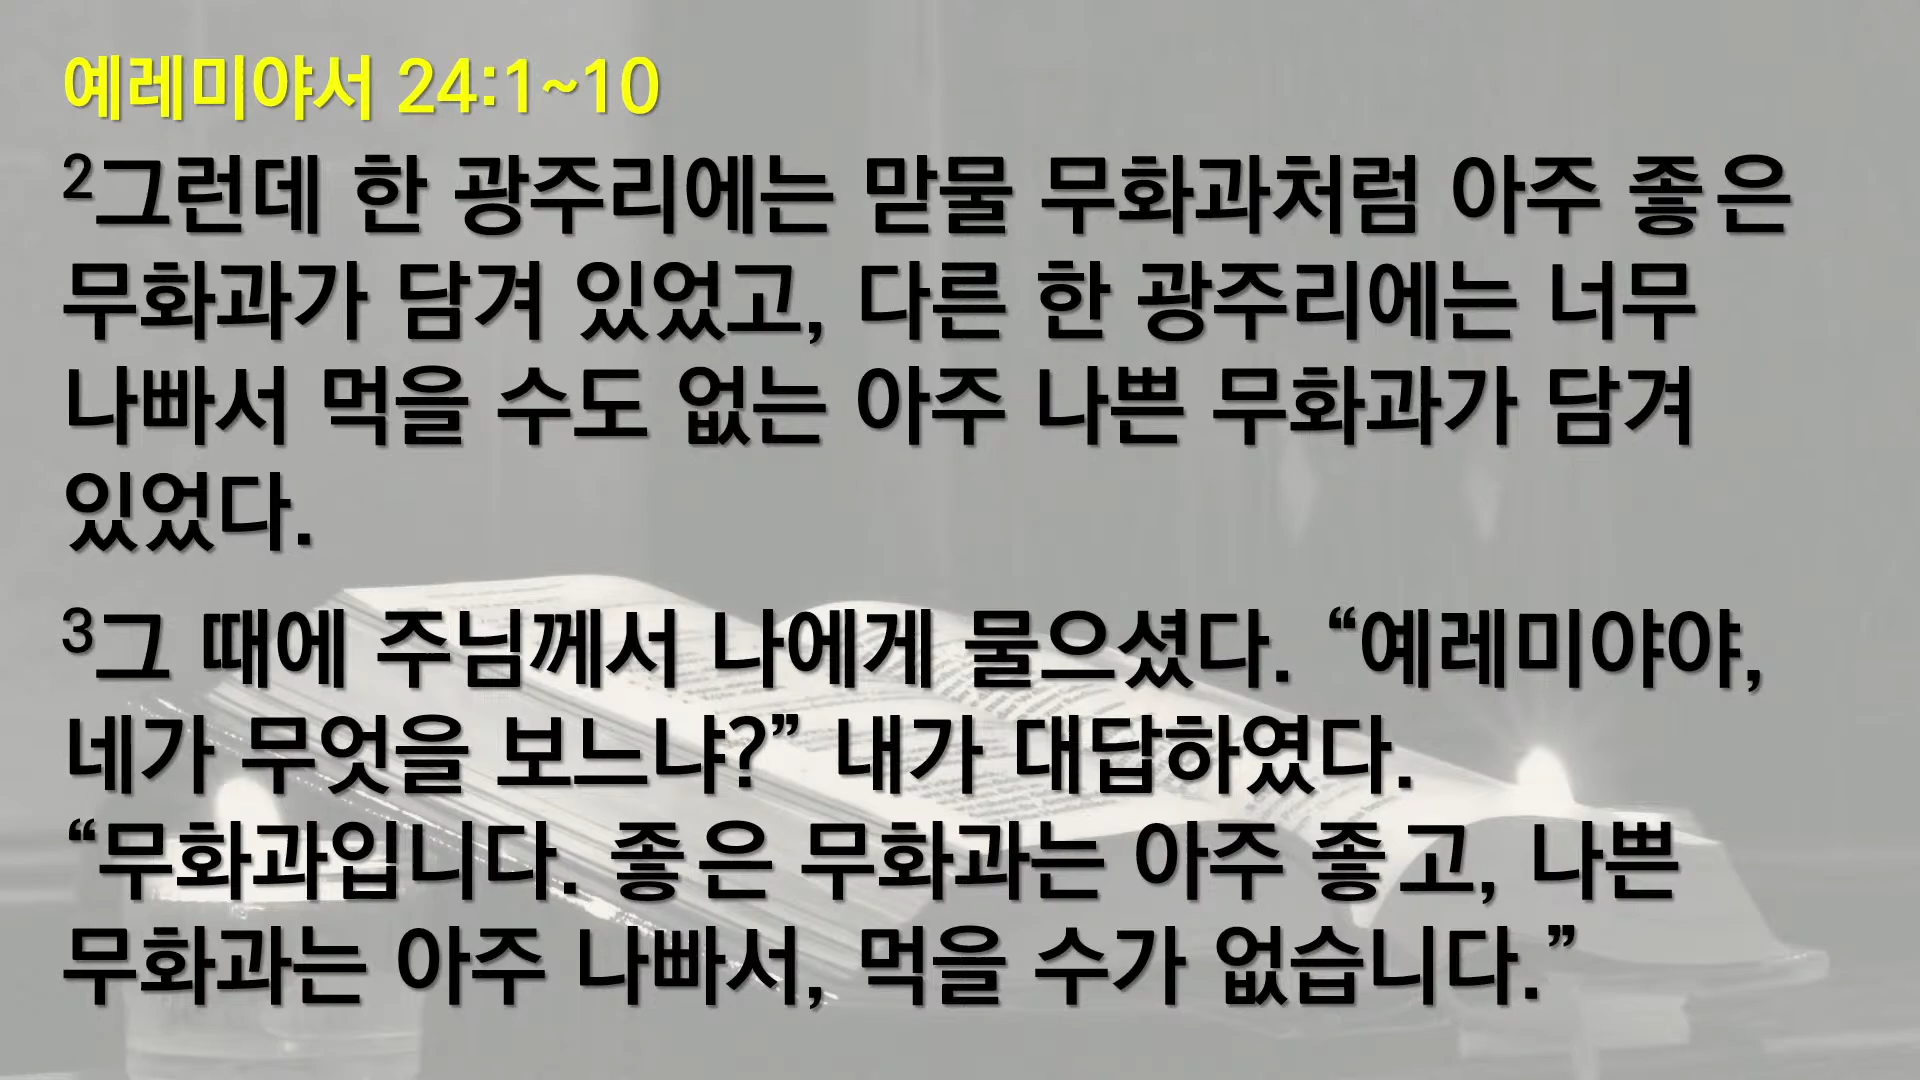 예레미야서 24:1~10
2그런데 한 광주리에는 맏물 무화과처럼 아주 좋은
무화과가 담겨 있었고, 다른 한 광주리에는 너무
나빠서 먹을 수도 없는 아주 나쁜 무화과가 담겨
있었다.
3그 때에 주님께서 나에게 물으셨다. “예레미야야,
네가 무엇을 보느냐?” 내가 대답하였다.
“무화과입니다. 좋은 무화과는 아주 좋고, 나쁜
무화과는 아주 나빠서, 먹을 수가 없습니다.”